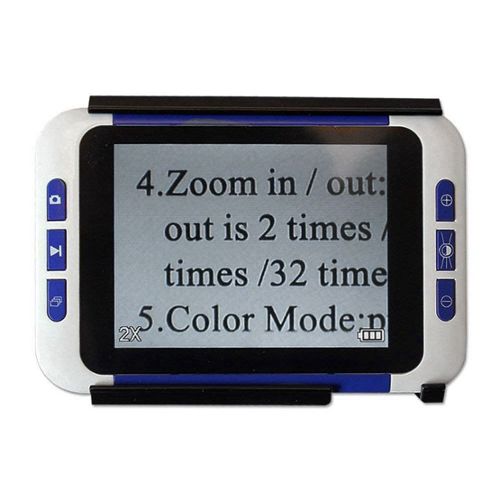 4.Zoom in / out:
out is 2 times /
times /32 time
5.Color Mode:
2X